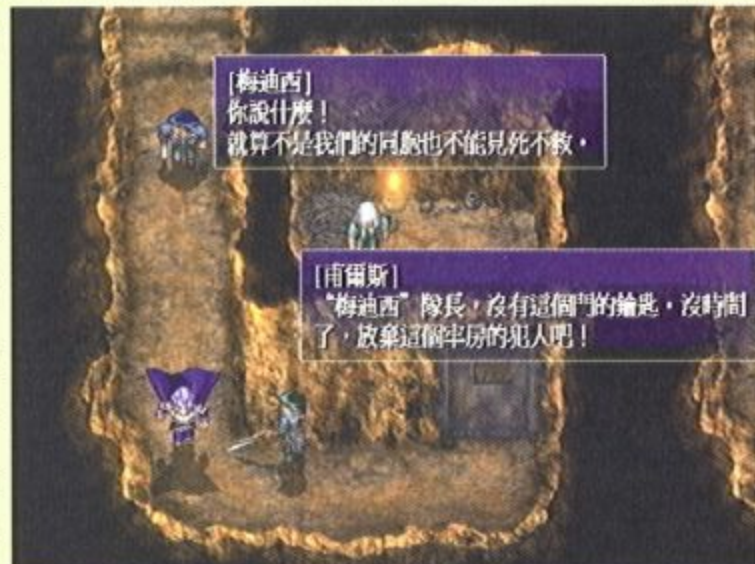 [梅迪西]
你說什麼！
就算不是我們的同胞也不能見死不救。
[甭爾斯]
“梅迪西”隊長，沒有這個門的鑰匙，沒時間
了，放棄這個牢房的犯人吧！